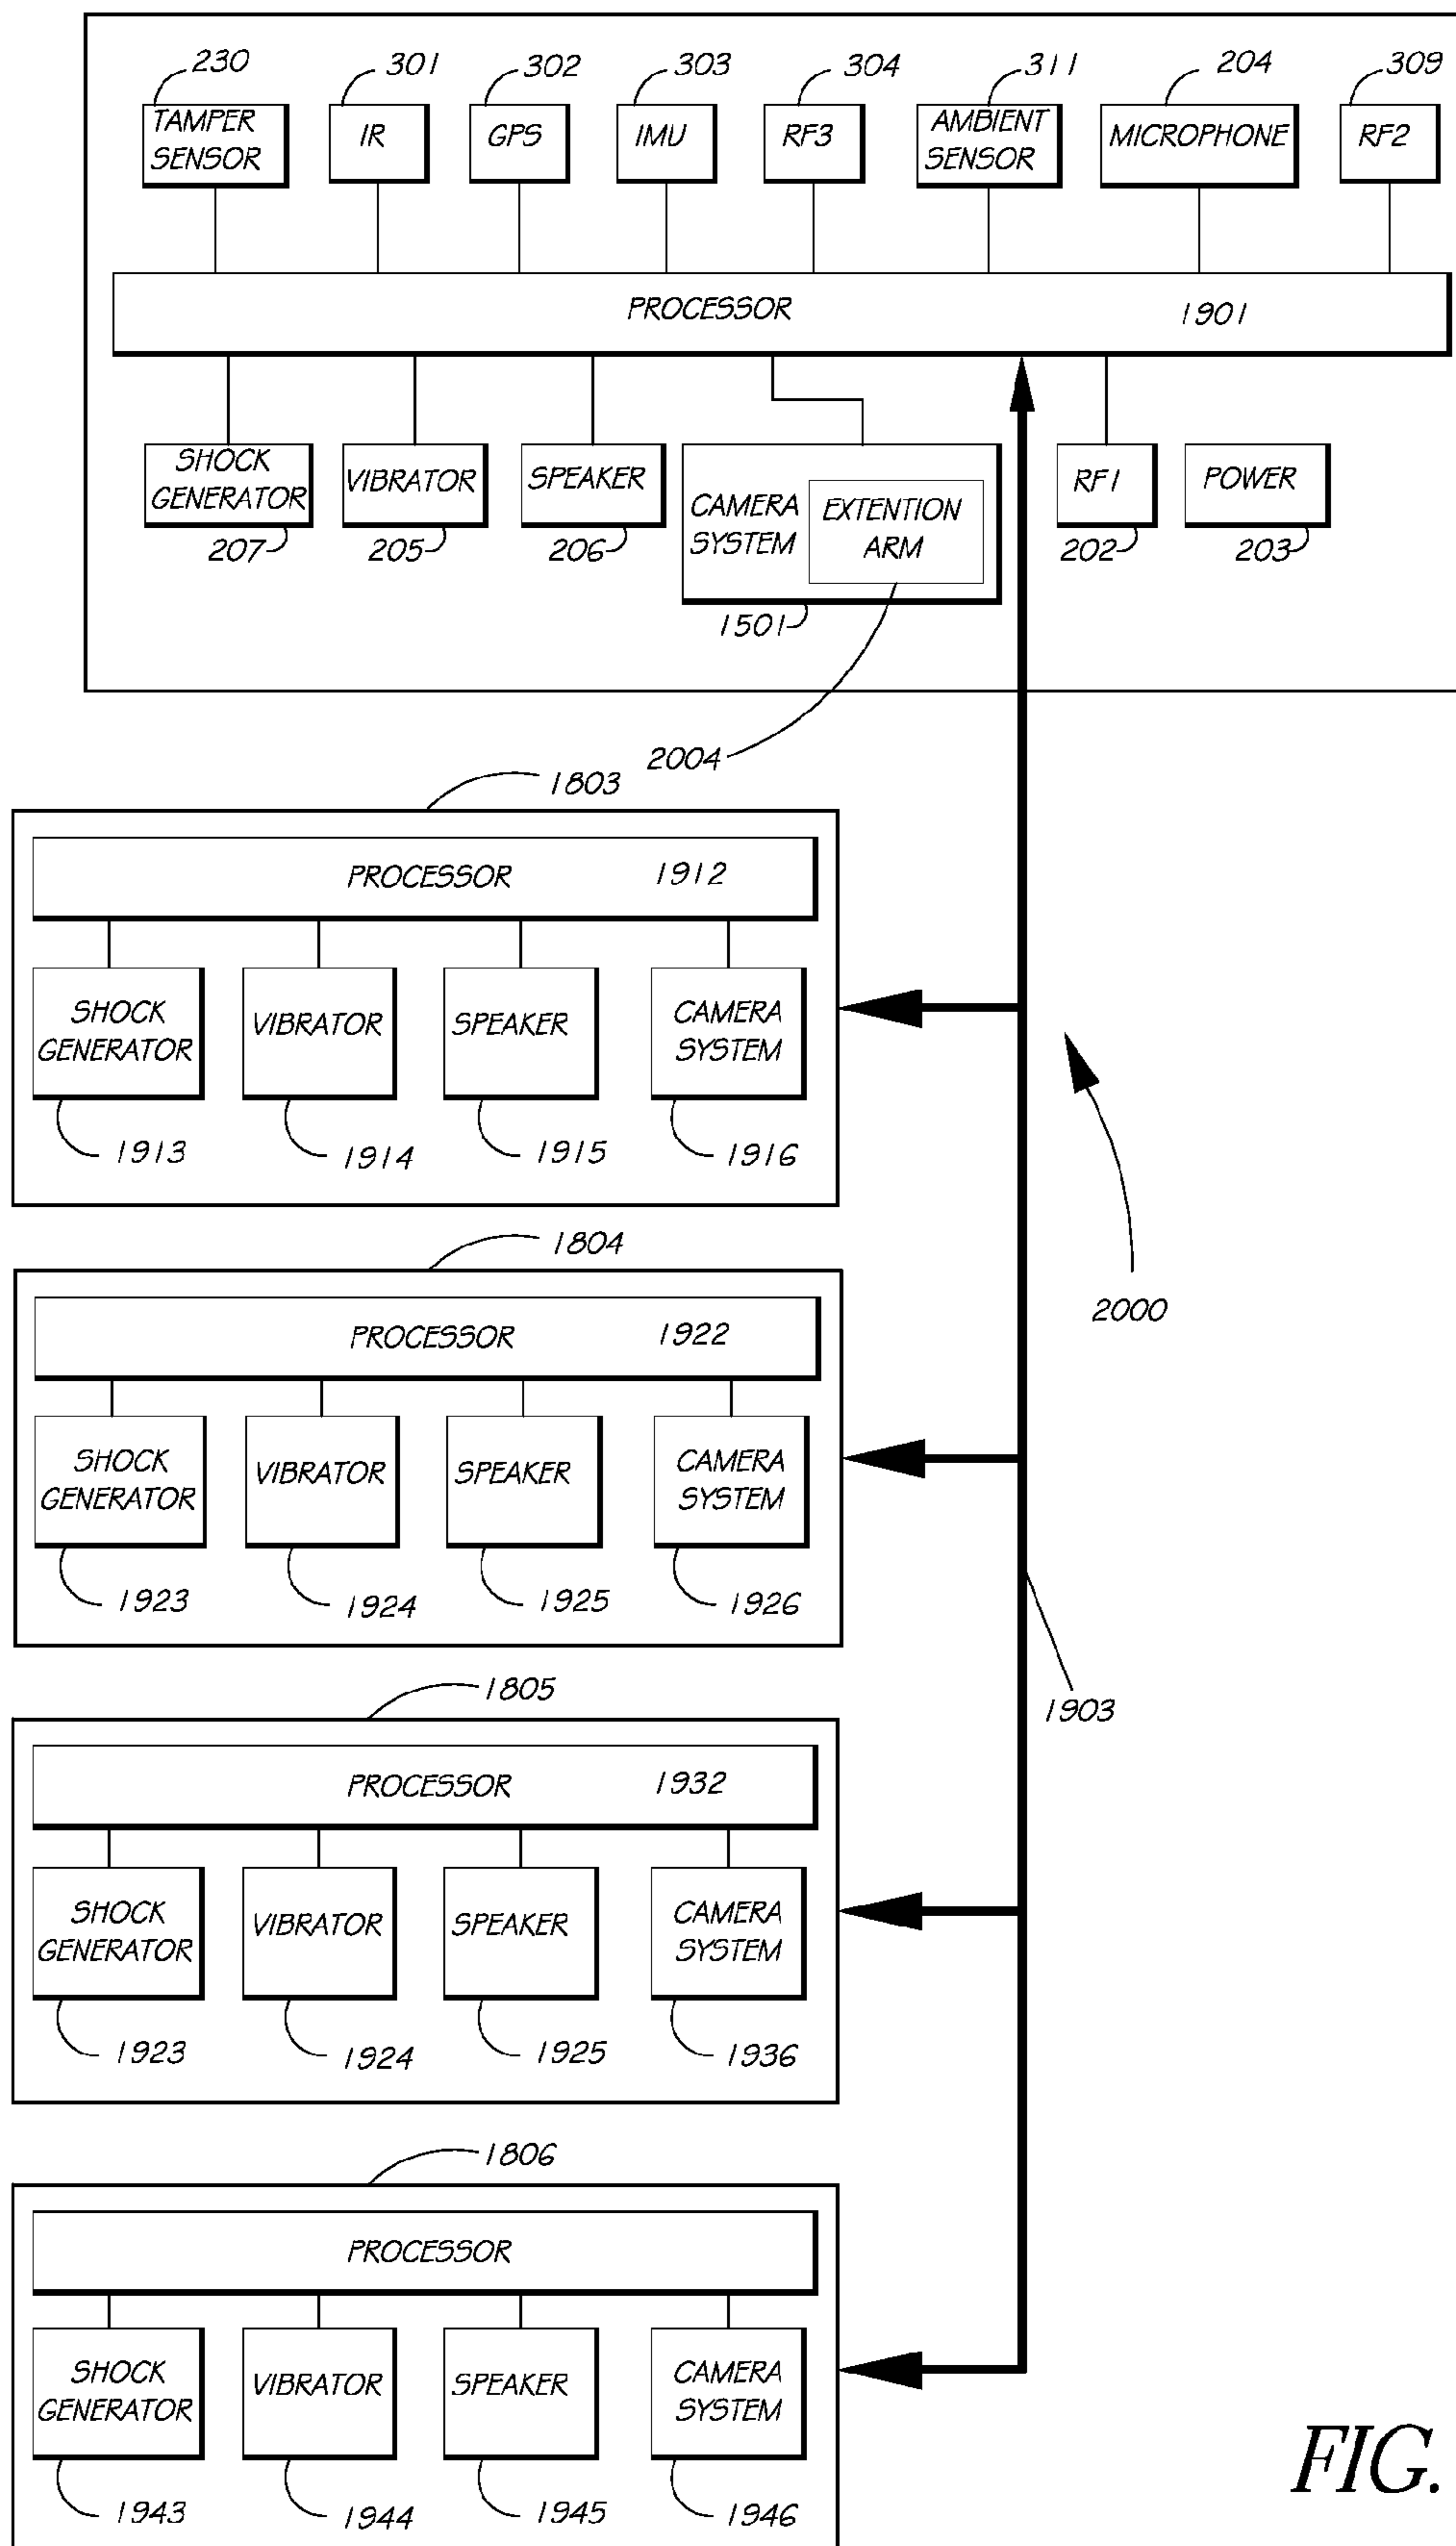 230
301
302
303
304
311
204
309
TAMPER
SENSOR
IR
GPS
IMU
RF3
AMBIENT
SENSOR
MICROPHONE
RF2
PROCESSOR
1901
SHOCK
GENERATOR
VIBRATOR
SPEAKER
CAMERA
SYSTEM
EXTENTION
ARM
RF1
POWER
207
205
206
202
203
1501
2004
1803
PROCESSOR
1912
SHOCK
GENERATOR
VIBRATOR
SPEAKER
CAMERA
SYSTEM
1913
1914
1915
1916
2000
1804
PROCESSOR
1922
SHOCK
GENERATOR
VIBRATOR
SPEAKER
CAMERA
SYSTEM
1923
1924
1925
1926
1903
1805
PROCESSOR
1932
SHOCK
GENERATOR
VIBRATOR
SPEAKER
CAMERA
SYSTEM
1923
1924
1925
1936
1806
PROCESSOR
SHOCK
GENERATOR
VIBRATOR
SPEAKER
CAMERA
SYSTEM
1943
1944
1945
1946
FIG.